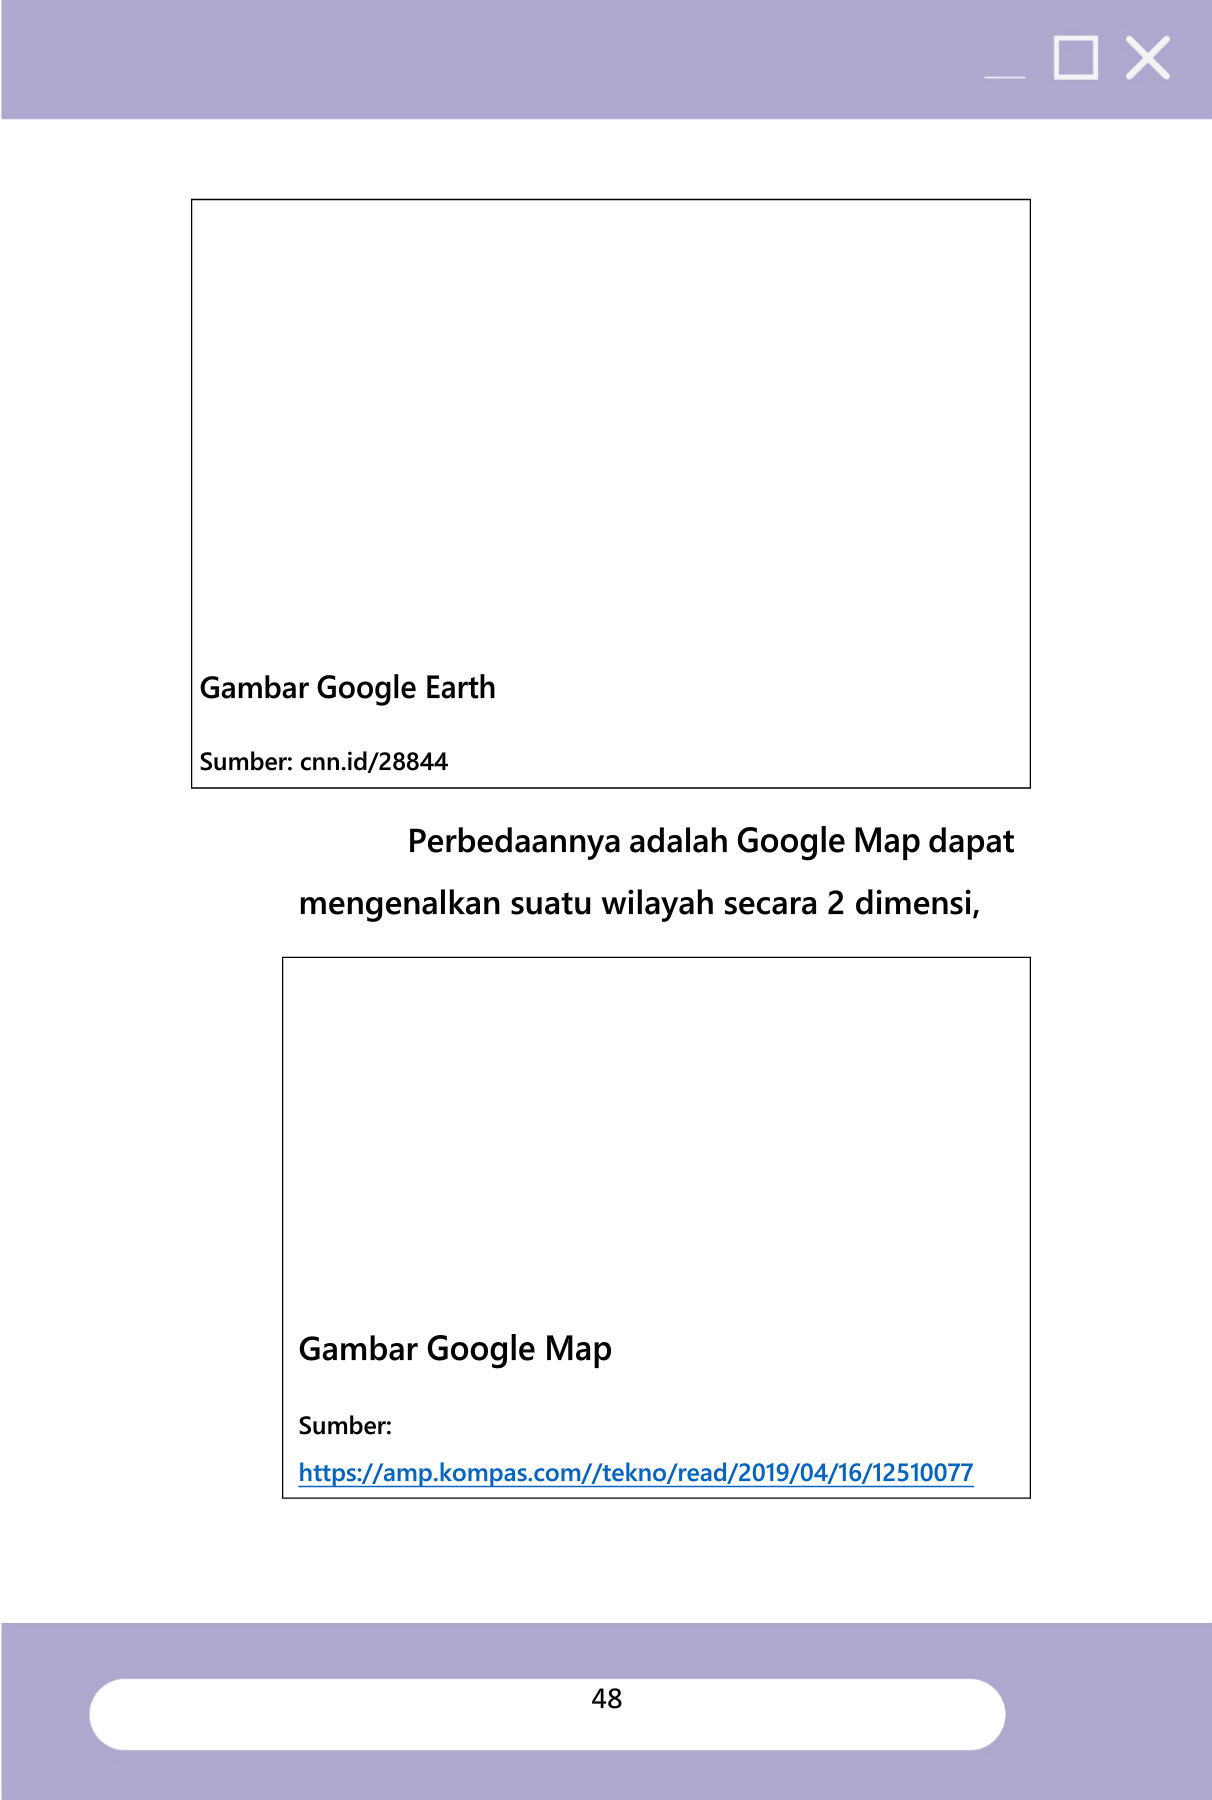 Gambar Google Earth
Sumber: cnn.id/28844
Perbedaannya adalah Google Map dapat
mengenalkan suatu wilayah secara 2 dimensi,
Gambar Google Map
Sumber:
https://amp.kompas.com//tekno/read/2019/04/16/12510077
48